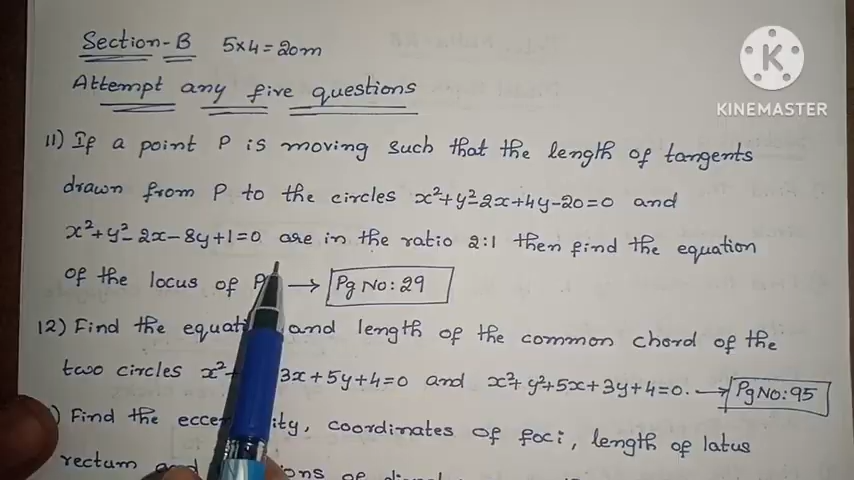 Section-B 5x4=20m
Attempt any five questions
11) If a point P is moving such that the length of tangents
drawn from P to the circles x²+y²-2x+4y-20=0 and
x²+y²-2x-8y+1=0 are in the ratio 2:1 then find the equation
of the locus of P → Pg No:29
12) Find the equati and length of the common chord of the
two circles x² 3x+5y+4=0 and x²+y²+5x+3y+4=0. → Pg No:95
) Find the ecce ity, coordinates of foci, length of latus
rectum and
K
KINEMASTER